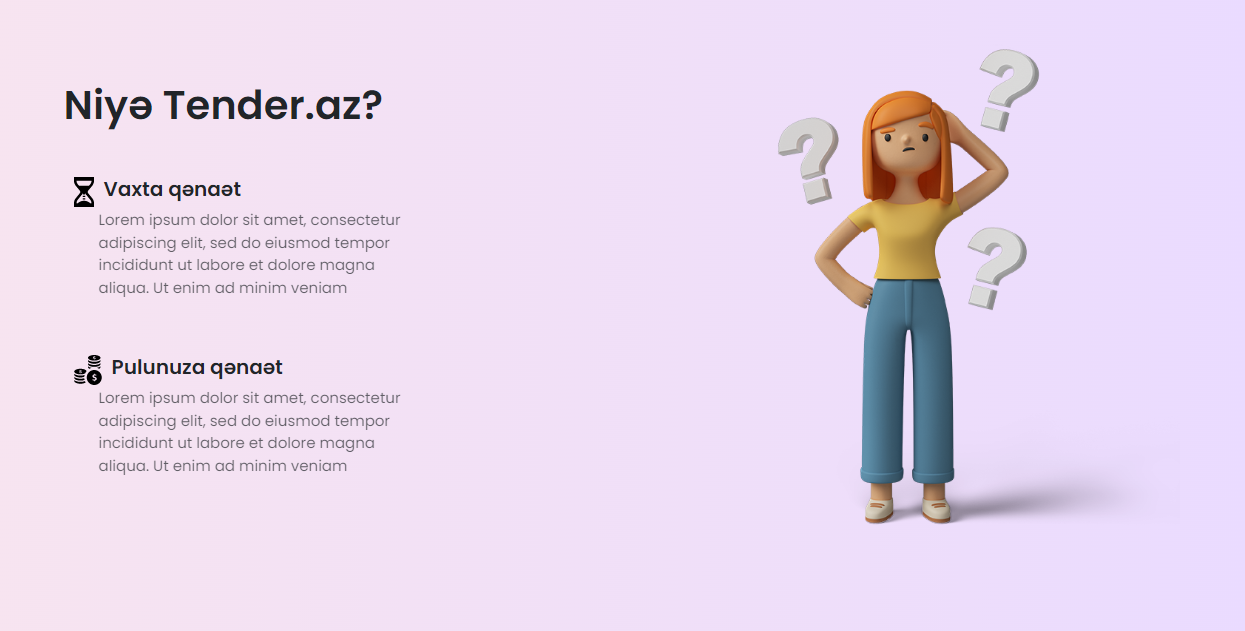 Niyə Tender.az?
Vaxta qənaət
Lorem ipsum dolor sit amet, consectetur
adipiscing elit, sed do eiusmod tempor
incididunt ut labore et dolore magna
aliqua. Ut enim ad minim veniam
Pulunuza qənaət
Lorem ipsum dolor sit amet, consectetur
adipiscing elit, sed do eiusmod tempor
incididunt ut labore et dolore magna
aliqua. Ut enim ad minim veniam
?
?
?